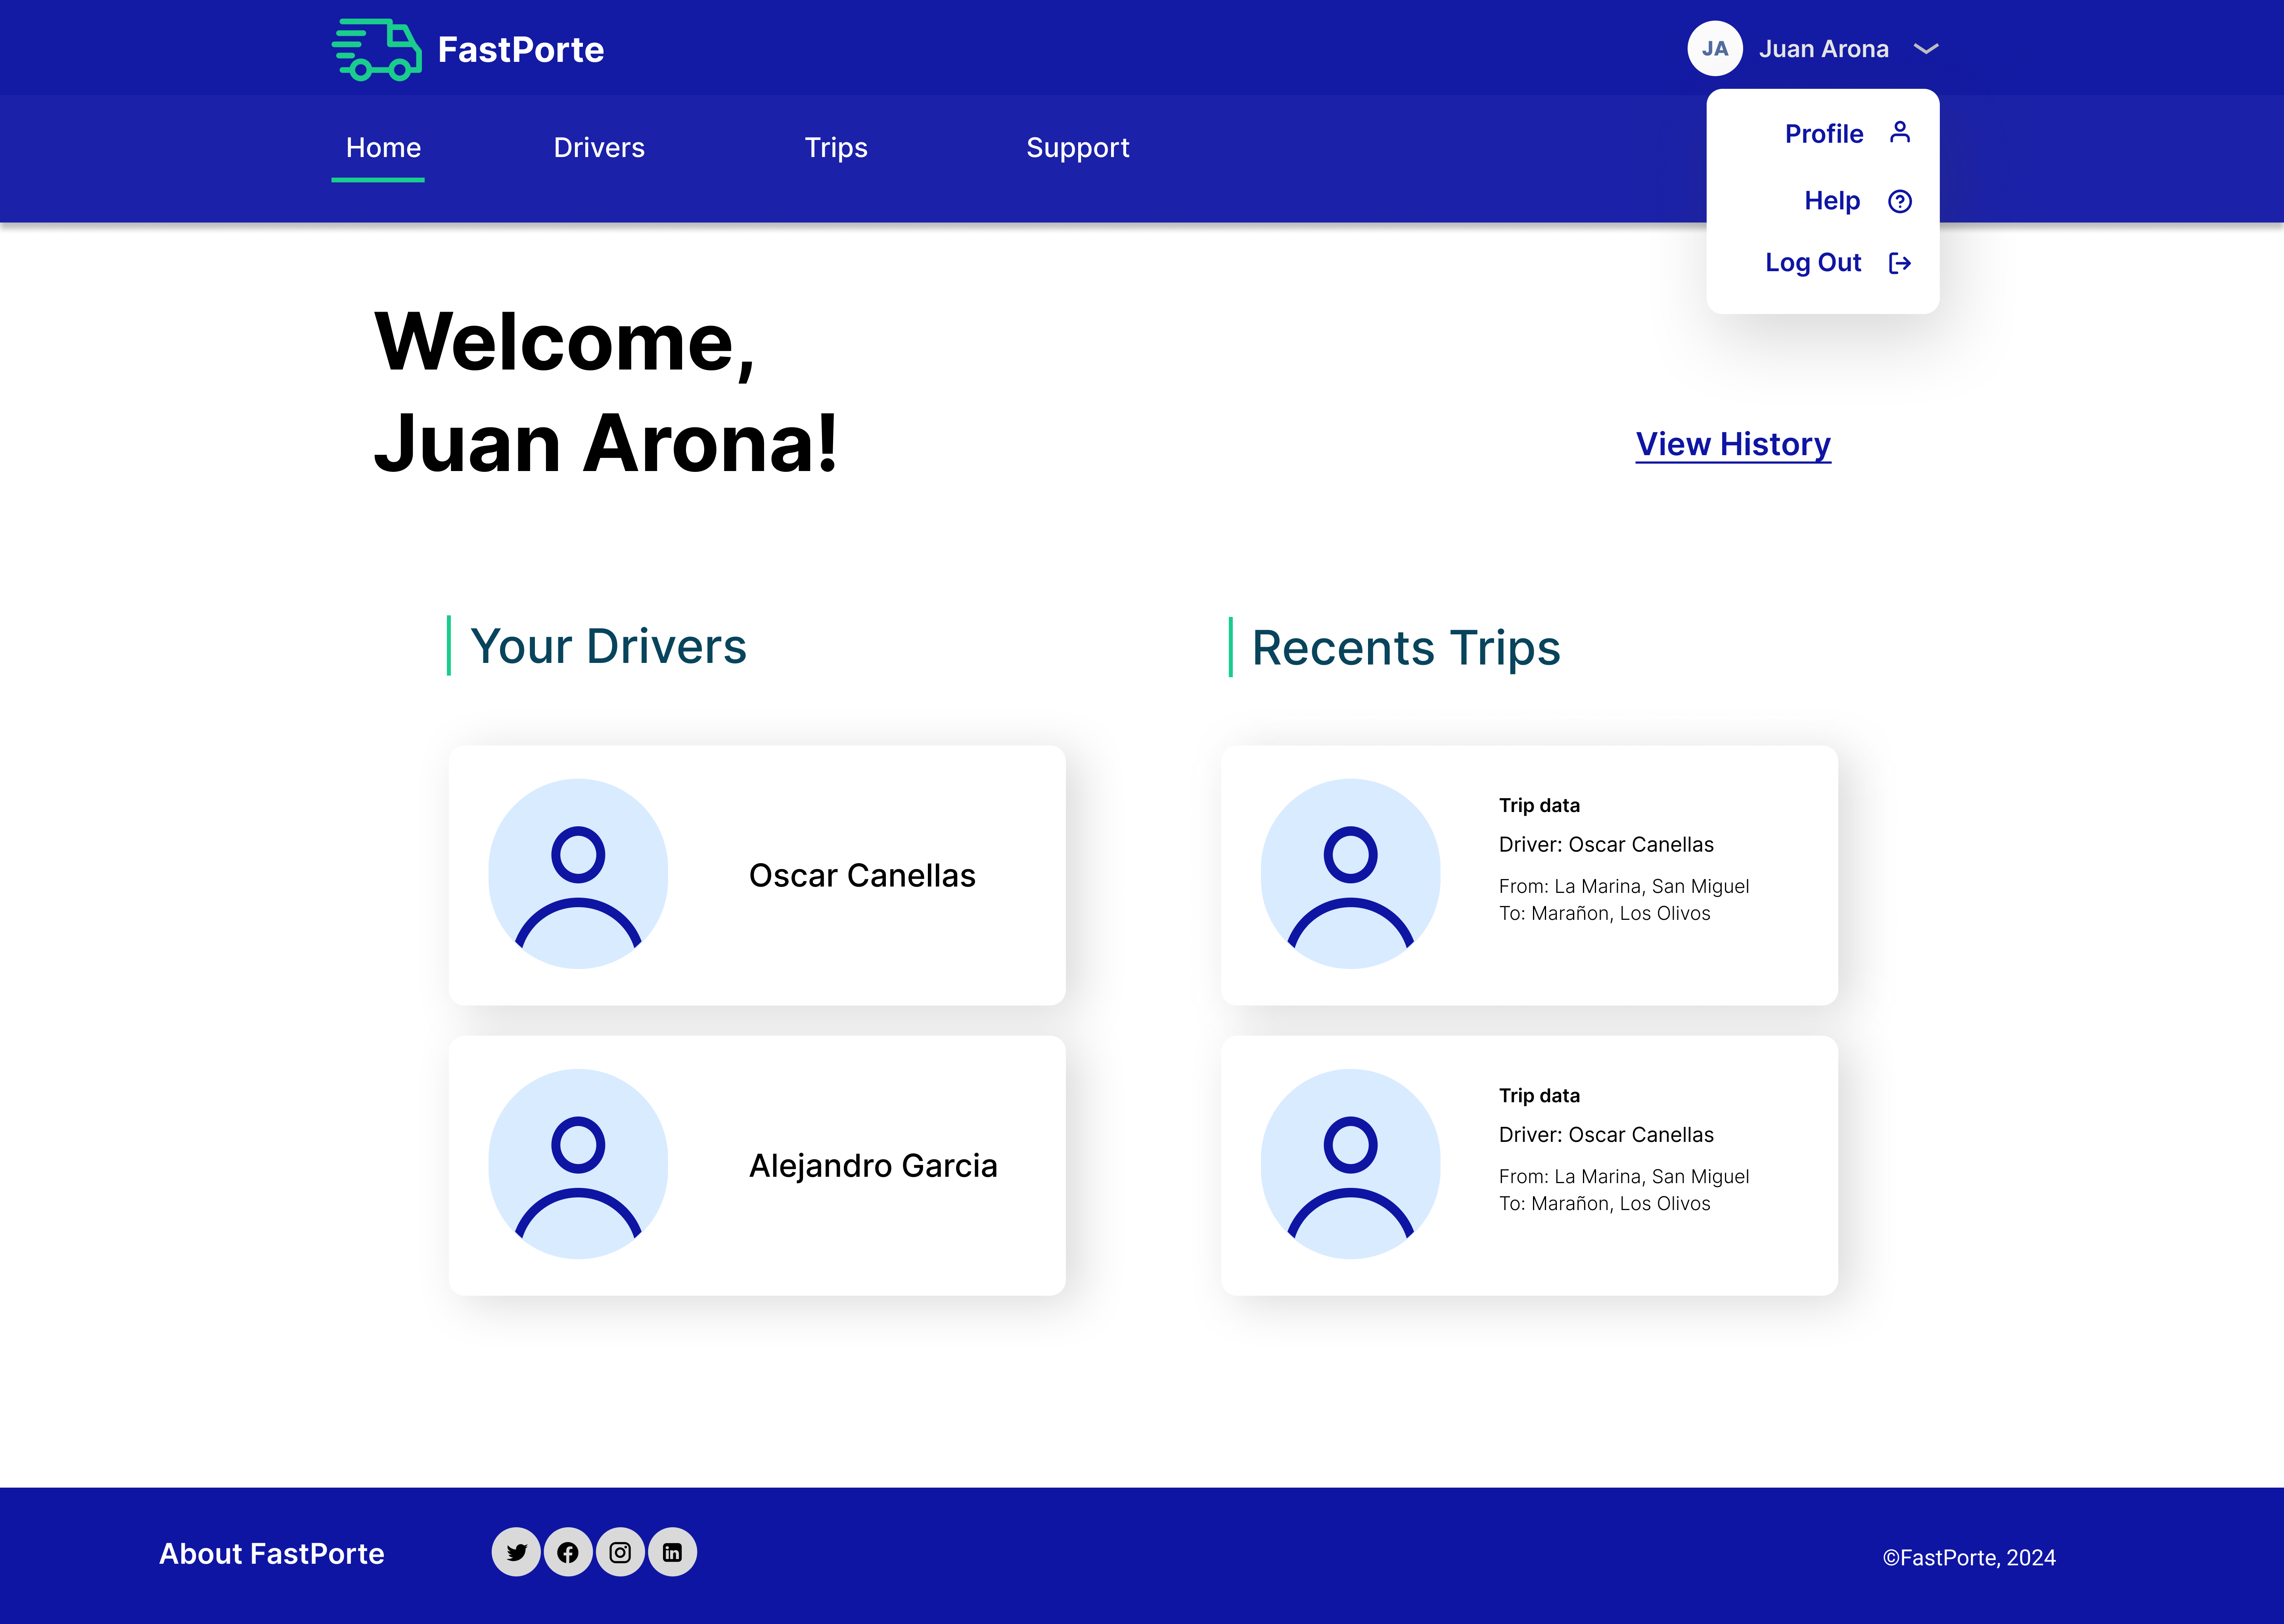 FastPorte
JA
Juan Arona
Home
Drivers
Trips
Support
Profile
Help
Log Out
Welcome,
Juan Arona!
View History
Your Drivers
Recents Trips
Oscar Canellas
Trip data
Driver: Oscar Canellas
From: La Marina, San Miguel
To: Marañon, Los Olivos
Alejandro Garcia
Trip data
Driver: Oscar Canellas
From: La Marina, San Miguel
To: Marañon, Los Olivos
About FastPorte
©FastPorte, 2024